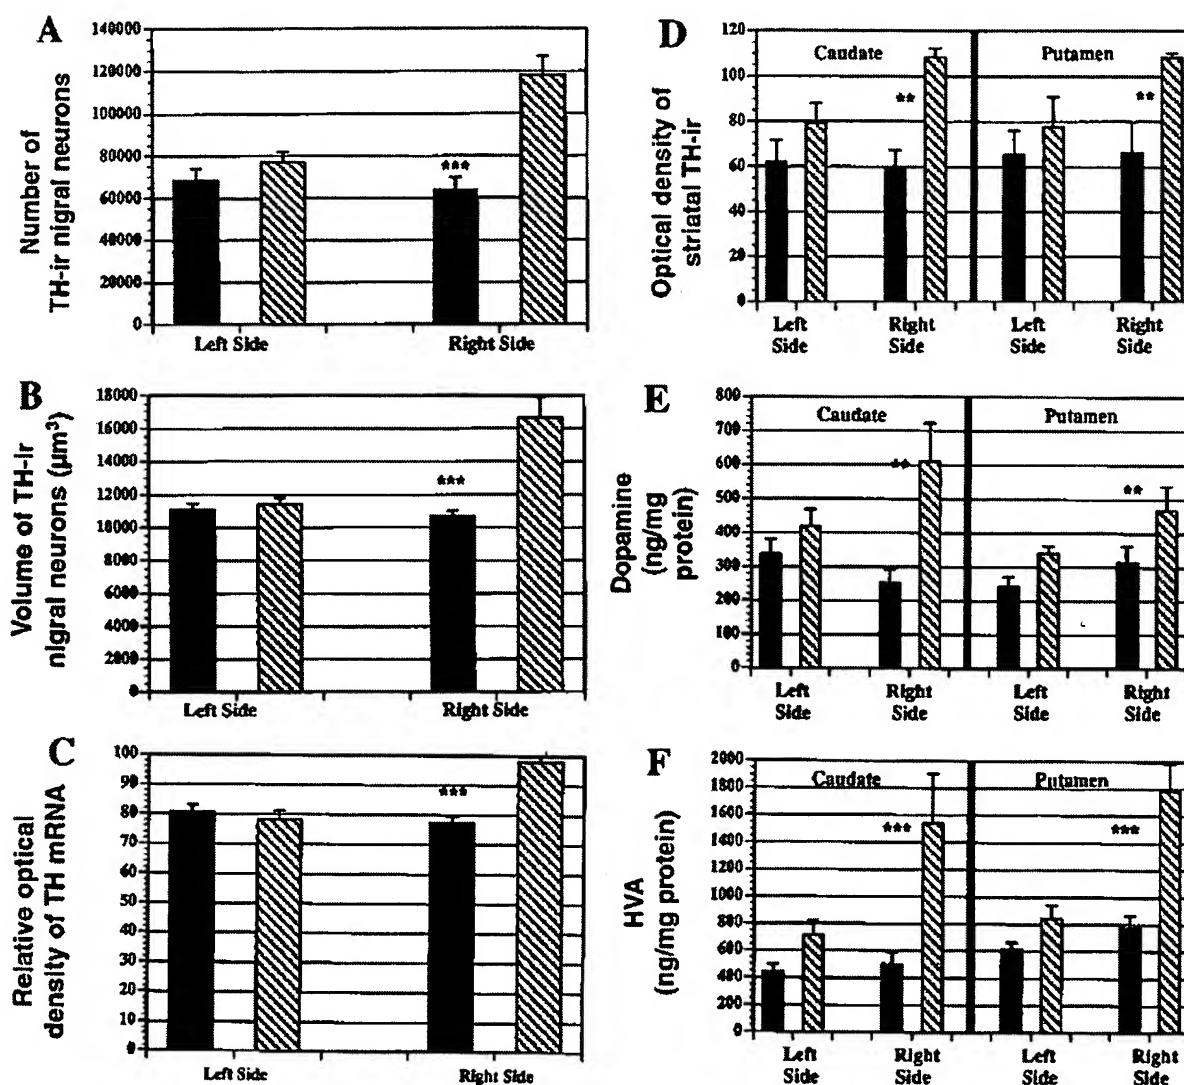 A
Number of
TH-ir nigral neurons
140000
120000
100000
80000
60000
40000
20000
0
***
Left Side
Right Side
B
Volume of TH-ir
nigral neurons (µm³)
18000
16000
14000
12000
10000
8000
6000
4000
2000
0
***
Left Side
Right Side
C
Relative optical
density of TH mRNA
100
90
80
70
60
50
40
30
20
10
0
***
Left Side
Right Side
D
Optical density of
striatal TH-ir
120
100
80
60
40
20
0
Caudate
Putamen
**
**
Left
Side
Right
Side
Left
Side
Right
Side
E
Dopamine
(ng/mg
protein)
800
700
600
500
400
300
200
100
0
Caudate
Putamen
**
**
Left
Side
Right
Side
Left
Side
Right
Side
F
HVA
(ng/mg protein)
2000
1800
1600
1400
1200
1000
800
600
400
200
0
Caudate
Putamen
***
***
Left
Side
Right
Side
Left
Side
Right
Side